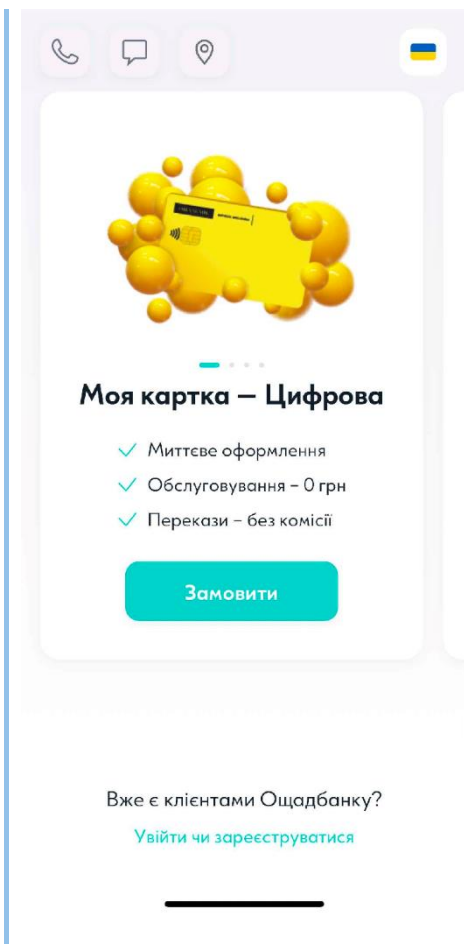 Моя картка – Цифрова
Миттєве оформлення
Обслуговування – 0 грн
Перекази – без комісії
Замовити
Вже є клієнтами Ощадбанку?
Увійти чи зареєструватися